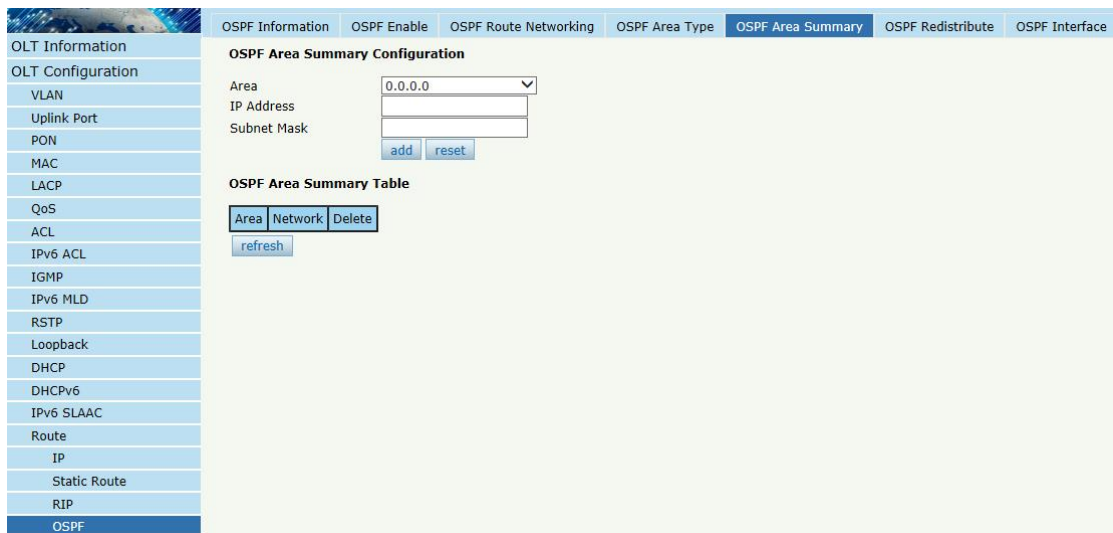 OSPF Information OSPF Enable OSPF Route Networking OSPF Area Type OSPF Area Summary OSPF Redistribute OSPF Interface
OLT Information
OLT Configuration
VLAN
Uplink Port
PON
MAC
LACP
QoS
ACL
IPv6 ACL
IGMP
IPv6 MLD
RSTP
Loopback
DHCP
DHCPv6
IPv6 SLAAC
Route
IP
Static Route
RIP
OSPF
OSPF Area Summary Configuration
Area 0.0.0.0
IP Address
Subnet Mask
add reset
OSPF Area Summary Table
Area Network Delete
refresh